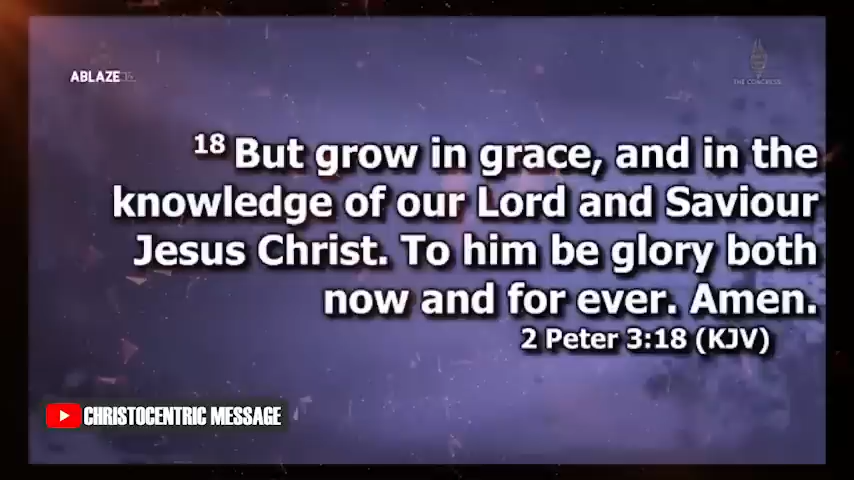 ABLAZE
THE CONGRESS
18 But grow in grace, and in the
knowledge of our Lord and Saviour
Jesus Christ. To him be glory both
now and for ever. Amen.
2 Peter 3:18 (KJV)
CHRISTOCENTRIC MESSAGE